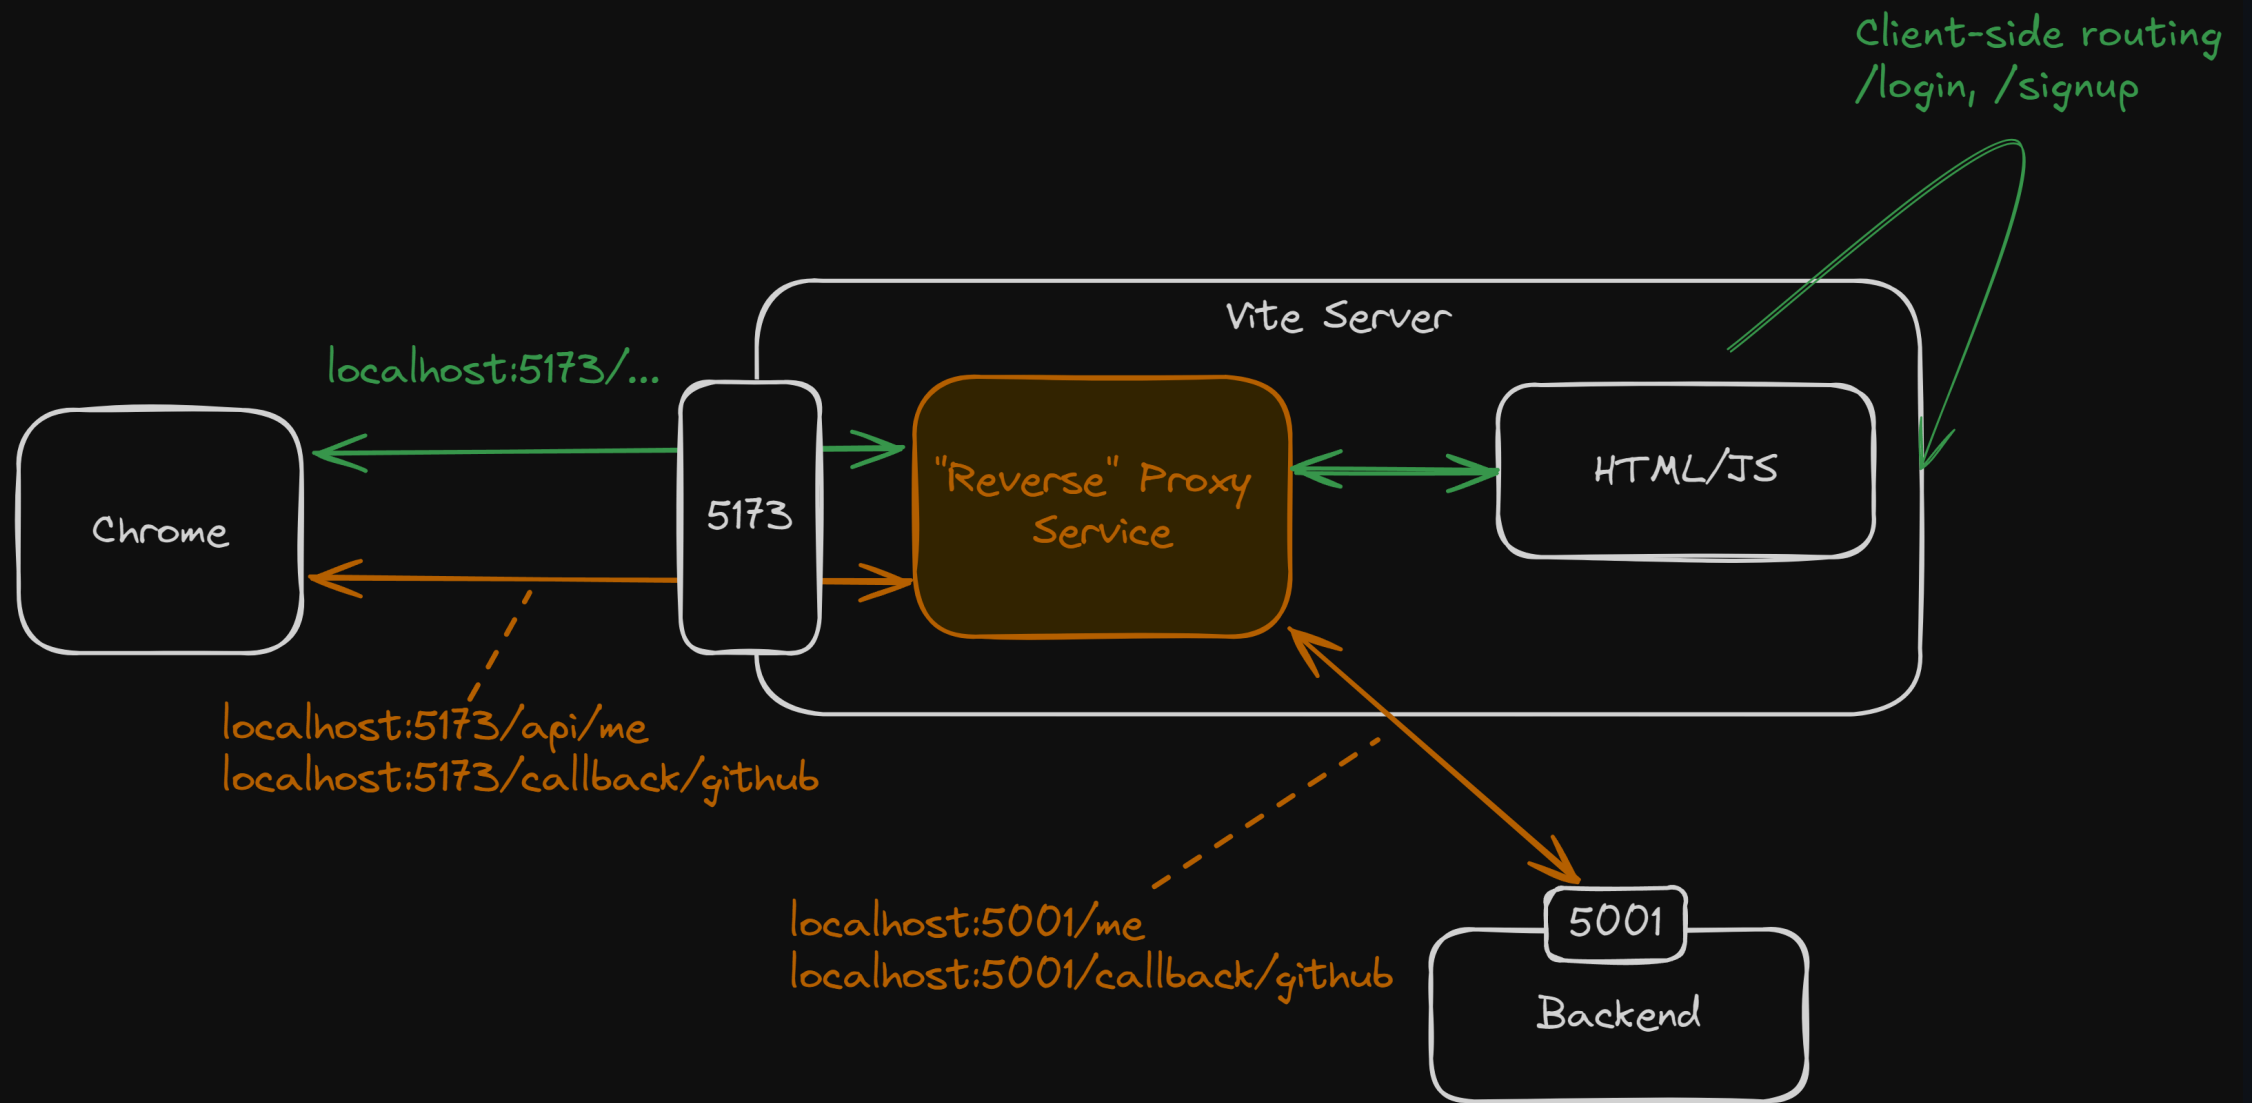 Client-side routing
/login, /signup
Vite Server
localhost:5173/...
Chrome
5173
"Reverse" Proxy
Service
HTML/JS
localhost:5173/api/me
localhost:5173/callback/github
localhost:5001/me
localhost:5001/callback/github
5001
Backend